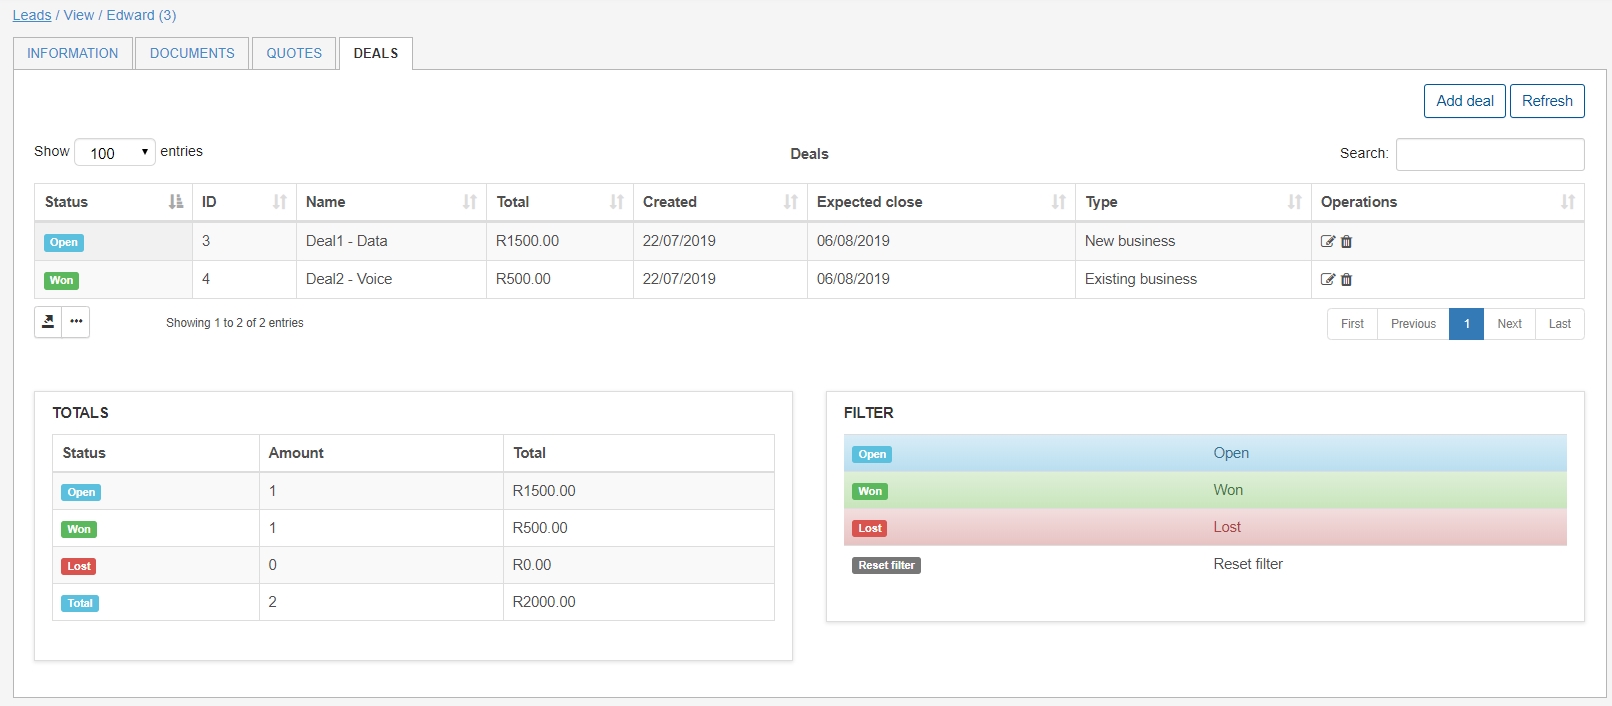 Leads / View / Edward (3)
INFORMATION DOCUMENTS QUOTES DEALS
Add deal Refresh
Show 100 entries Deals Search:
Status ID Name Total Created Expected close Type Operations
Open 3 Deal1 - Data R1500.00 22/07/2019 06/08/2019 New business
Won 4 Deal2 - Voice R500.00 22/07/2019 06/08/2019 Existing business
Showing 1 to 2 of 2 entries First Previous 1 Next Last
TOTALS
Status Amount Total
Open 1 R1500.00
Won 1 R500.00
Lost 0 R0.00
Total 2 R2000.00
FILTER
Open Open
Won Won
Lost Lost
Reset filter Reset filter